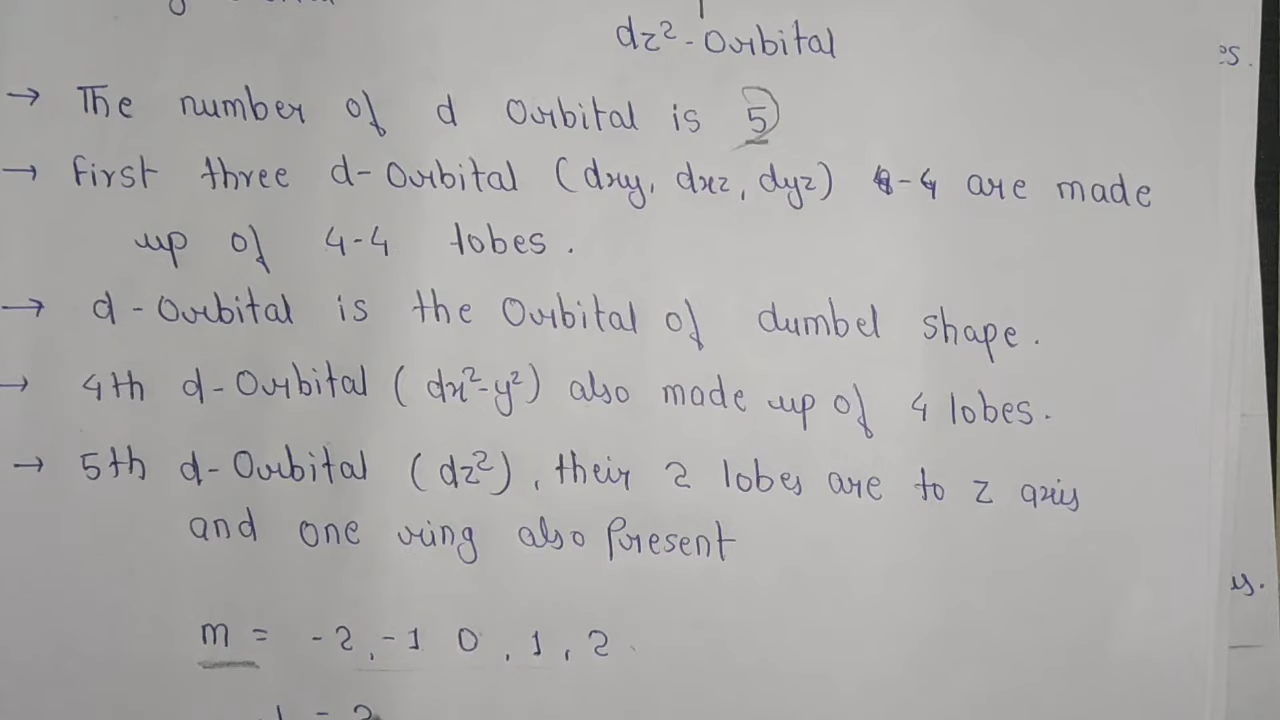 dz²-Orbital
es.
→ The number of d Orbital is 5
→ First three d-Orbital (dxy, dxz, dyz) 4-4 are made
up of 4-4 lobes.
→ d-Orbital is the Orbital of dumbel shape.
→ 4th d-Orbital (dx²-y²) also made up of 4 lobes.
→ 5th d-Orbital (dz²), their 2 lobes are to z axis
and one ring also Present
y.
m = -2, -1 0, 1, 2